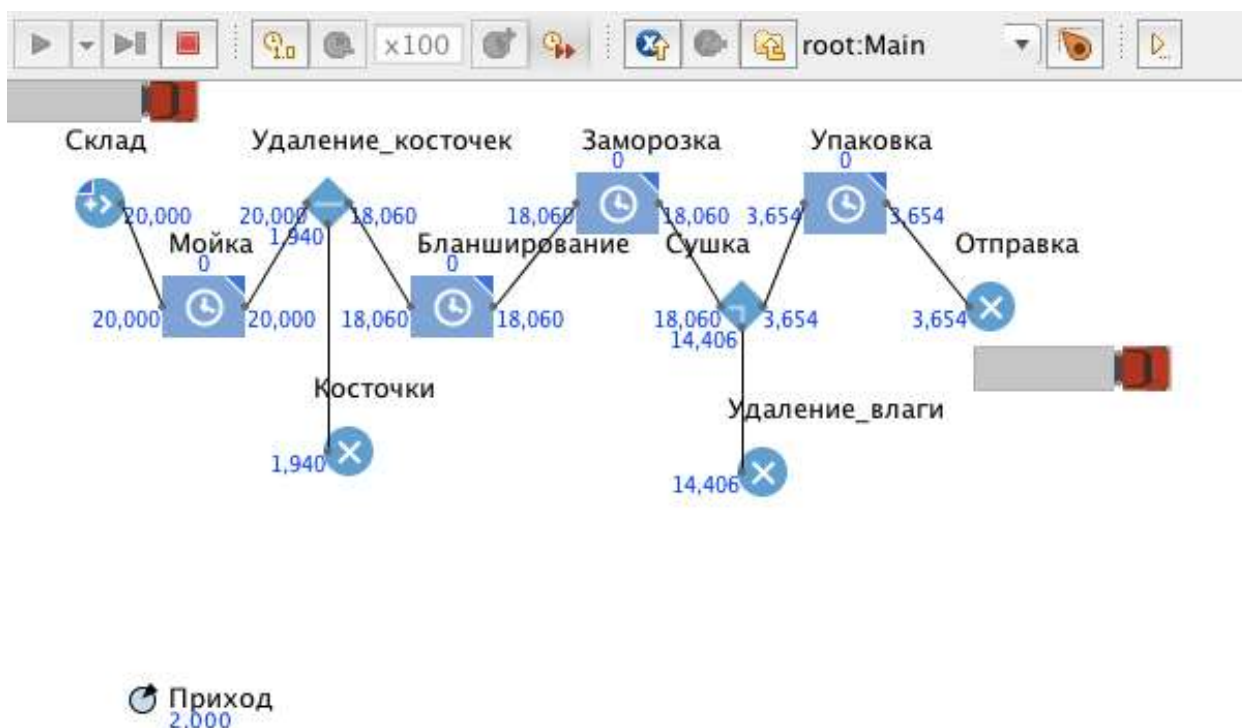 1.0 x100 root:Main
Склад Удаление_косточек Заморозка Упаковка
0 0
20,000 20,000 18,060 18,060 18,060 3,654 3,654
1,940
Мойка Бланширование Сушка Отправка
0 0
20,000 20,000 18,060 18,060 18,060 3,654 3,654
14,406
Косточки
Удаление_влаги
1,940
14,406
Приход
2,000